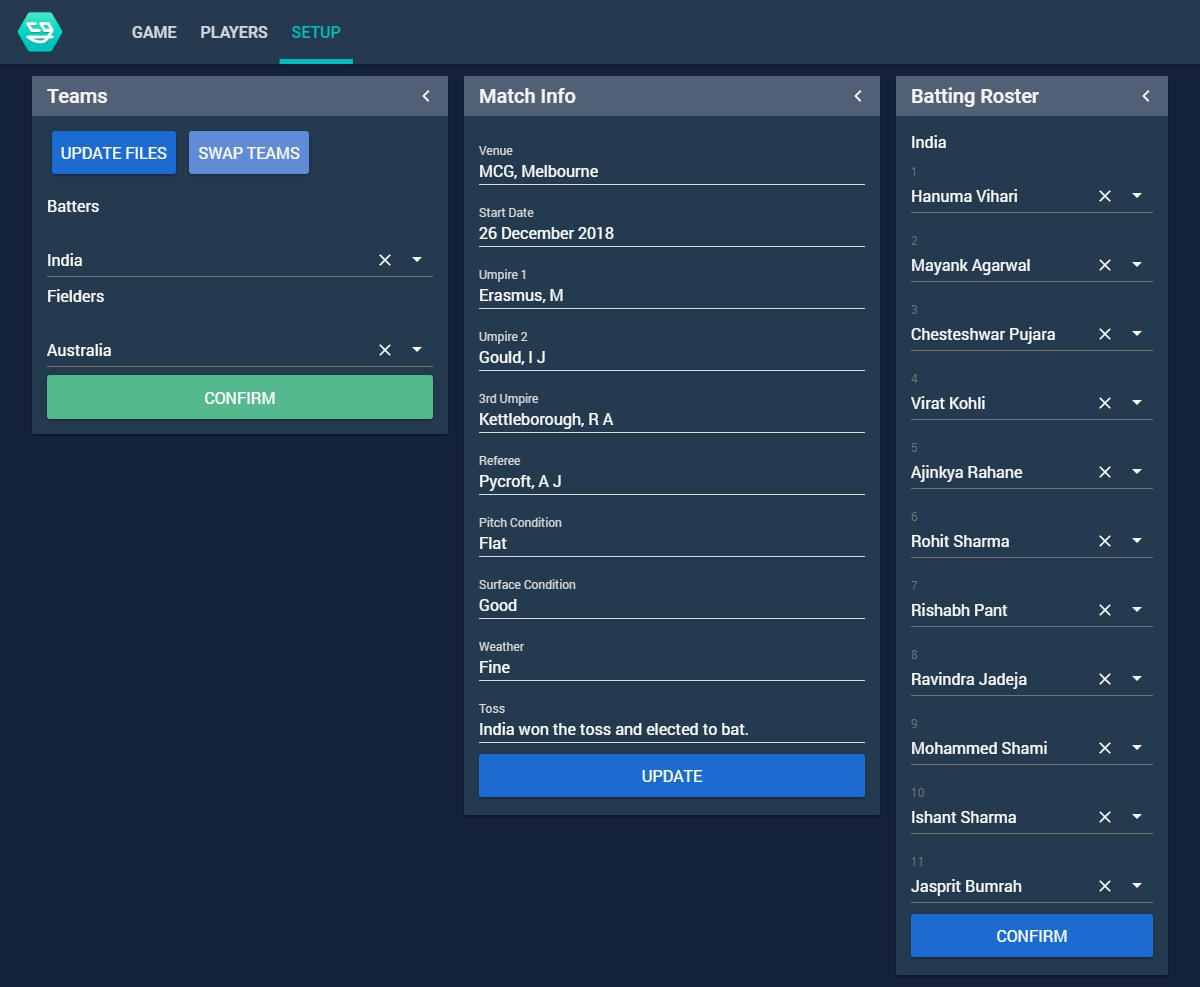 GAME PLAYERS SETUP
Teams
UPDATE FILES SWAP TEAMS
Batters
India
Fielders
Australia
CONFIRM
Match Info
Venue
MCG, Melbourne
Start Date
26 December 2018
Umpire 1
Erasmus, M
Umpire 2
Gould, I J
3rd Umpire
Kettleborough, R A
Referee
Pycroft, A J
Pitch Condition
Flat
Surface Condition
Good
Weather
Fine
Toss
India won the toss and elected to bat.
UPDATE
Batting Roster
India
1
Hanuma Vihari
2
Mayank Agarwal
3
Chesteshwar Pujara
4
Virat Kohli
5
Ajinkya Rahane
6
Rohit Sharma
7
Rishabh Pant
8
Ravindra Jadeja
9
Mohammed Shami
10
Ishant Sharma
11
Jasprit Bumrah
CONFIRM